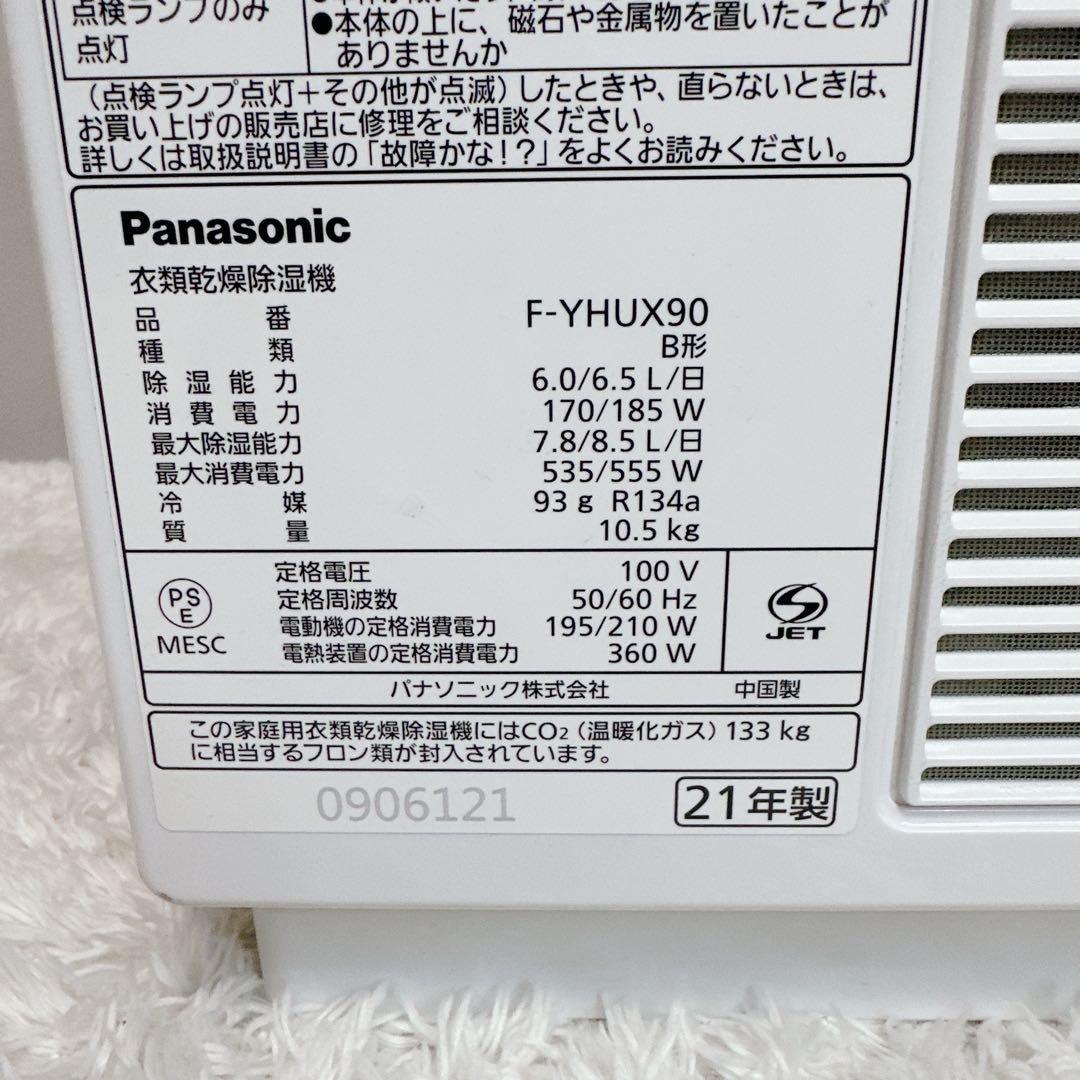 点検ランプのみ
点灯
●本体の上に、磁石や金属物を置いたことが
ありませんか
（点検ランプ点灯＋その他が点滅）したときや、直らないときは、
お買い上げの販売店に修理をご相談ください。
詳しくは取扱説明書の「故障かな！？」をよくお読みください。
Panasonic
衣類乾燥除湿機
品番 F-YHUX90
種類 B形
除湿能力 6.0/6.5 L/日
消費電力 170/185 W
最大除湿能力 7.8/8.5 L/日
最大消費電力 535/555 W
冷媒 93 g R134a
質量 10.5 kg
PS
E
MESC
定格電圧 100 V
定格周波数 50/60 Hz
電動機の定格消費電力 195/210 W
電熱装置の定格消費電力 360 W
JET
パナソニック株式会社 中国製
この家庭用衣類乾燥除湿機にはCO₂（温暖化ガス）133 kg
に相当するフロン類が封入されています。
0906121 21年製